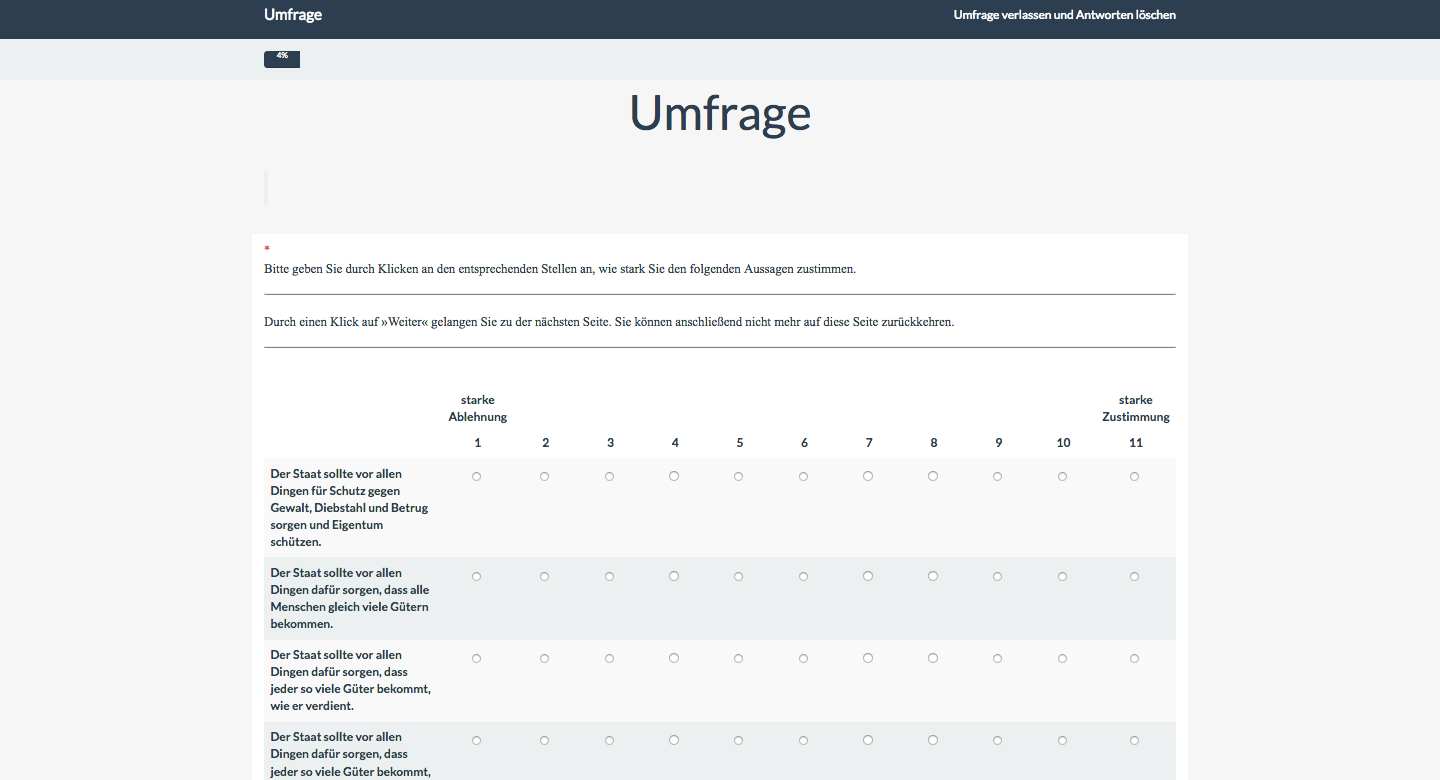 Umfrage
Umfrage verlassen und Antworten löschen
4%
Umfrage
*
Bitte geben Sie durch Klicken an den entsprechenden Stellen an, wie stark Sie den folgenden Aussagen zustimmen.
Durch einen Klick auf »Weiter« gelangen Sie zu der nächsten Seite. Sie können anschließend nicht mehr auf diese Seite zurückkehren.
starke
Ablehnung
starke
Zustimmung
1 2 3 4 5 6 7 8 9 10 11
Der Staat sollte vor allen
Dingen für Schutz gegen
Gewalt, Diebstahl und Betrug
sorgen und Eigentum
schützen.
Der Staat sollte vor allen
Dingen dafür sorgen, dass alle
Menschen gleich viele Gütern
bekommen.
Der Staat sollte vor allen
Dingen dafür sorgen, dass
jeder so viele Güter bekommt,
wie er verdient.
Der Staat sollte vor allen
Dingen dafür sorgen, dass
jeder so viele Güter bekommt,